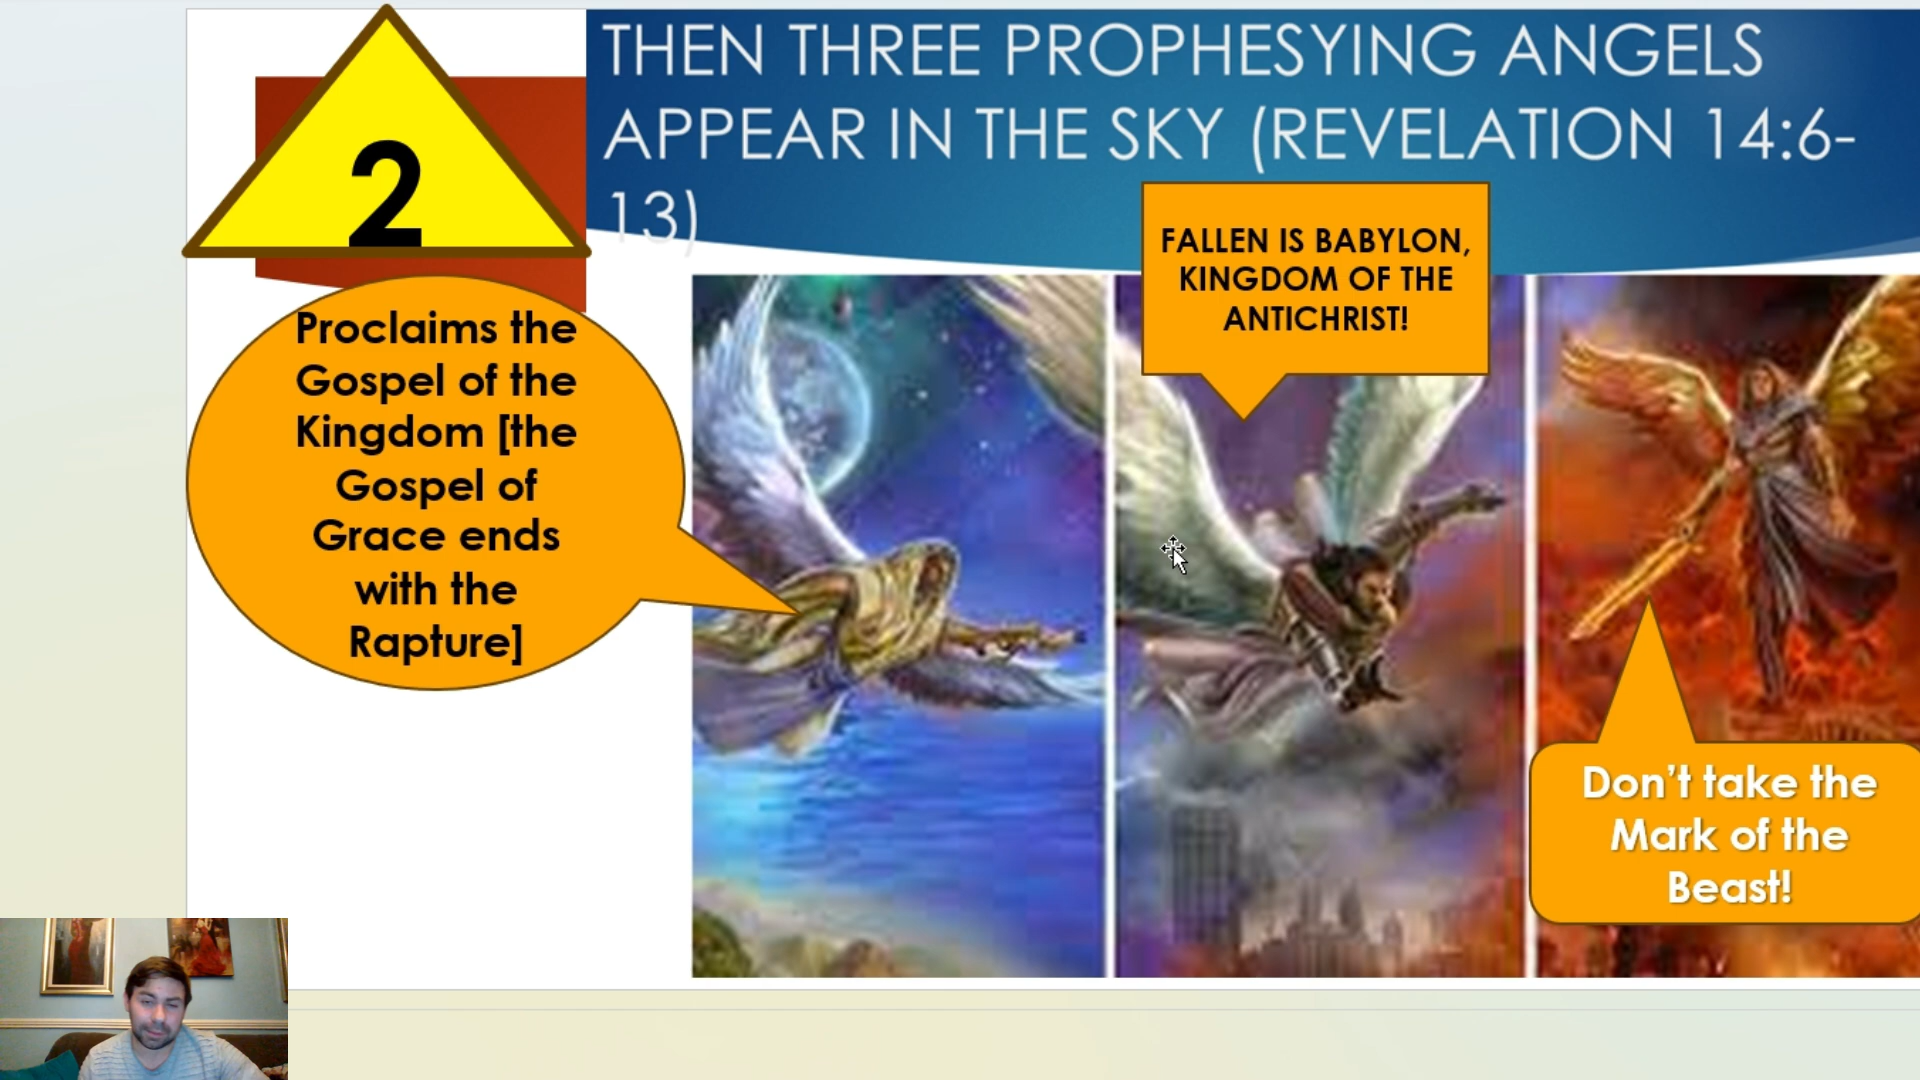 THEN THREE PROPHESYING ANGELS
APPEAR IN THE SKY (REVELATION 14:6-
13)
2
Proclaims the
Gospel of the
Kingdom [the
Gospel of
Grace ends
with the
Rapture]
FALLEN IS BABYLON,
KINGDOM OF THE
ANTICHRIST!
Don't take the
Mark of the
Beast!